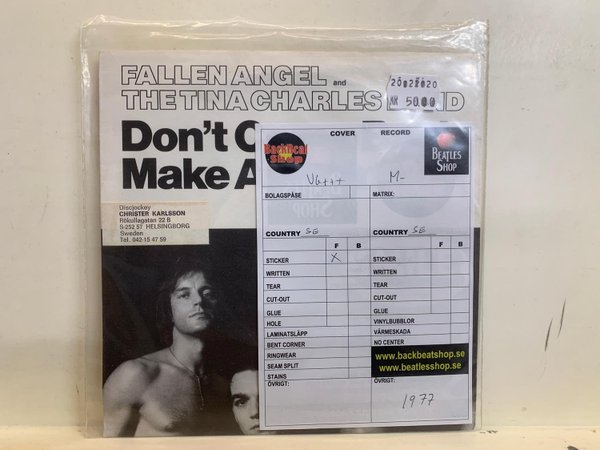 FALLEN ANGEL and
THE TINA CHARLES
20022020
50.00
Don't
Make A
Discjockey
CHRISTER KARLSSON
Rökullagatan 22 B
S-252 57 HELSINGBORG
Sweden
Tel. 042-15 47 59
COVER RECORD
BackBeat
Shop
BEATLES
SHOP
VG+++ M-
BOLAGSPÅSE MATRIX:
COUNTRY SE COUNTRY SE
F B F B
STICKER X STICKER
WRITTEN WRITTEN
TEAR TEAR
CUT-OUT CUT-OUT
GLUE GLUE
HOLE VINYLBUBBLOR
LAMINATSLÄPP VÄRMESKADA
BENT CORNER NO CENTER
RINGWEAR
SEAM SPLIT
STAINS
www.backbeatshop.se
www.beatlesshop.se
ÖVRIGT: ÖVRIGT:
1977